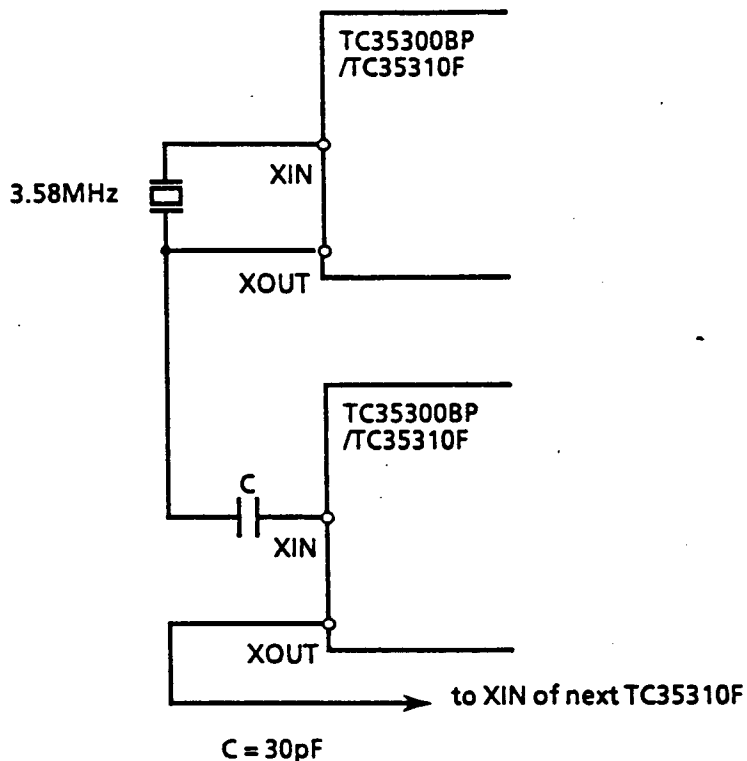 TC35300BP
/TC35310F
XIN
3.58MHz
XOUT
TC35300BP
/TC35310F
C
XIN
XOUT
to XIN of next TC35310F
C = 30pF